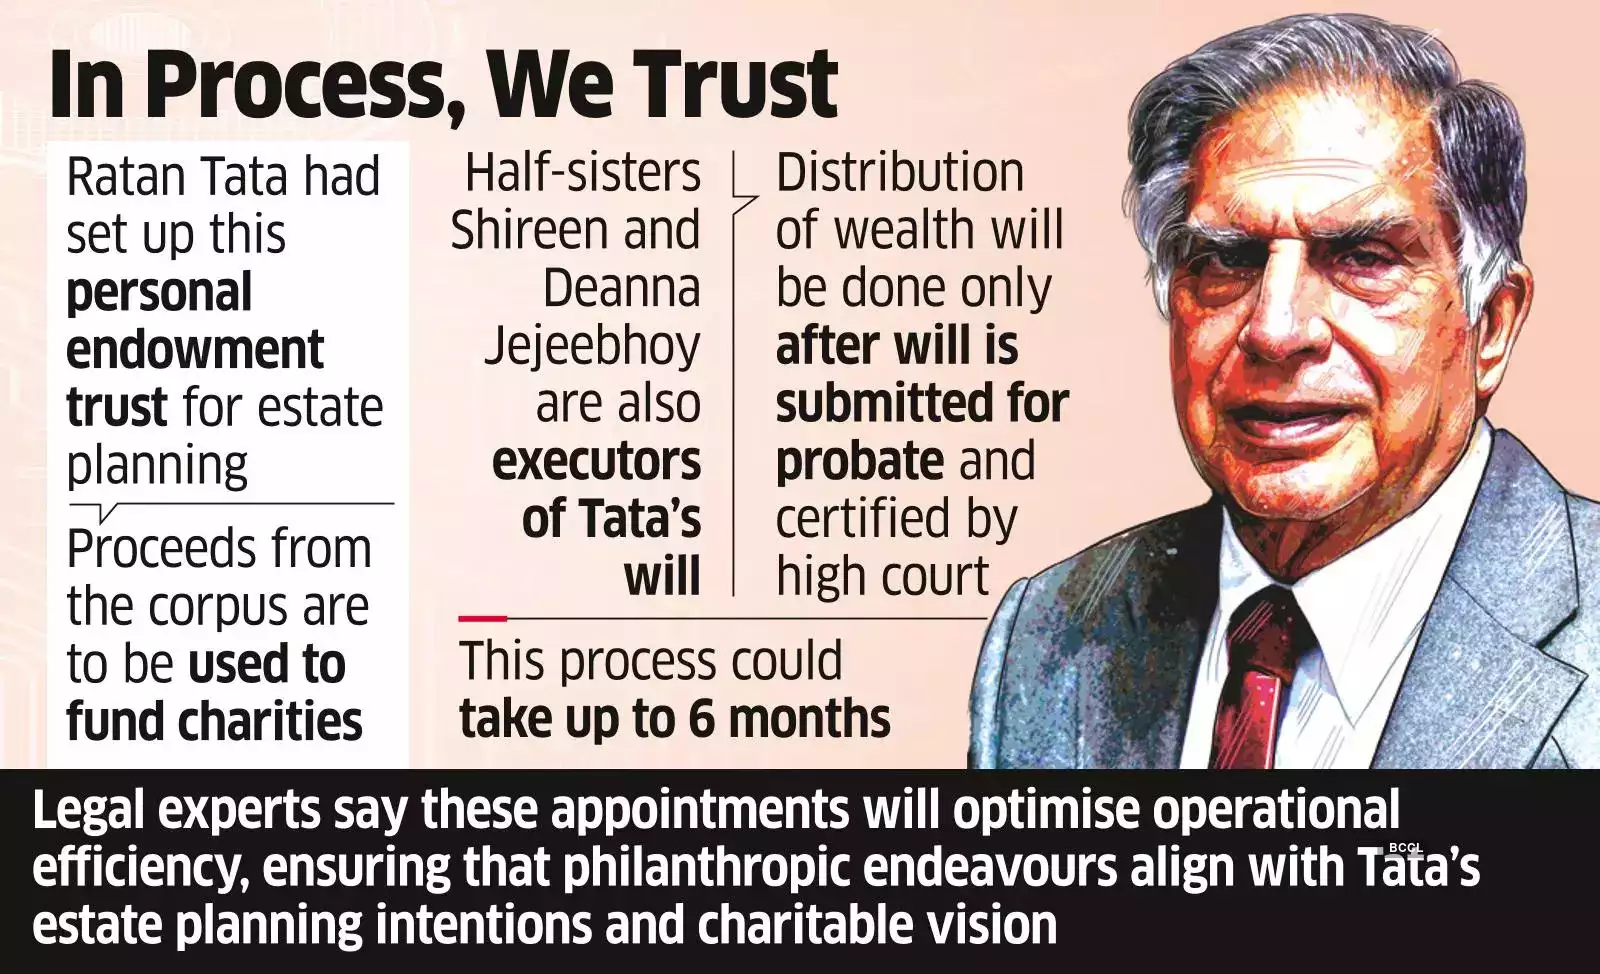 In Process, We Trust
Ratan Tata had
set up this
personal
endowment
trust for estate
planning
Proceeds from
the corpus are
to be used to
fund charities
Half-sisters
Shireen and
Deanna
Jejeebhoy
are also
executors
of Tata's
will
Distribution
of wealth will
be done only
after will is
submitted for
probate and
certified by
high court
This process could
take up to 6 months
Legal experts say these appointments will optimise operational
efficiency, ensuring that philanthropic endeavours align with Tata's
estate planning intentions and charitable vision
BCCL